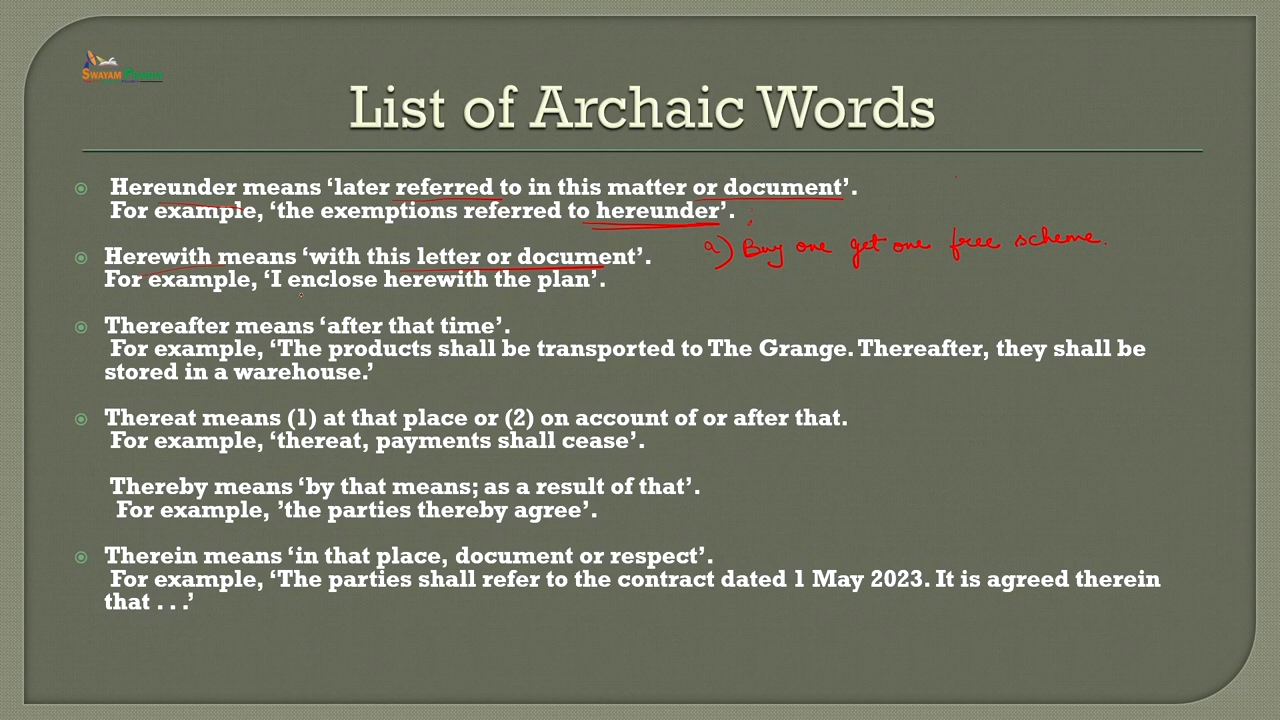 SWAYAM PRABHA
List of Archaic Words
Hereunder means ‘later referred to in this matter or document’.
For example, ‘the exemptions referred to hereunder’.
a) Buy one get one free scheme.
Herewith means ‘with this letter or document’.
For example, ‘I enclose herewith the plan’.
Thereafter means ‘after that time’.
For example, ‘The products shall be transported to The Grange. Thereafter, they shall be
stored in a warehouse.’
Thereat means (1) at that place or (2) on account of or after that.
For example, ‘thereat, payments shall cease’.
Thereby means ‘by that means; as a result of that’.
For example, ’the parties thereby agree’.
Therein means ‘in that place, document or respect’.
For example, ‘The parties shall refer to the contract dated 1 May 2023. It is agreed therein
that . . .’